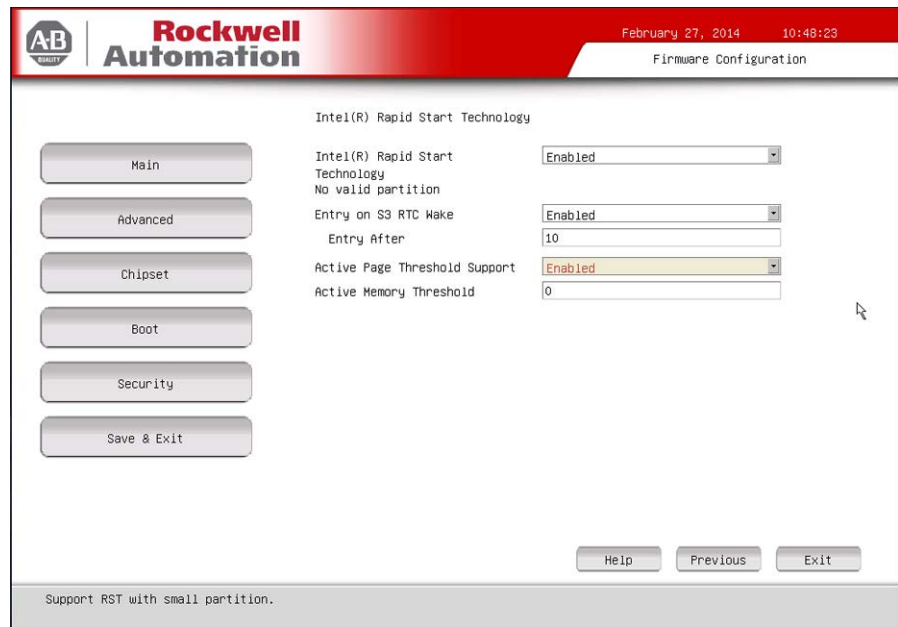 A-B
QUALITY
Rockwell
Automation
February 27, 2014 10:48:23
Firmware Configuration
Main
Advanced
Chipset
Boot
Security
Save & Exit
Intel(R) Rapid Start Technology
Intel(R) Rapid Start
Technology
Enabled
No valid partition
Entry on S3 RTC Wake Enabled
Entry After 10
Active Page Threshold Support Enabled
Active Memory Threshold 0
Help Previous Exit
Support RST with small partition.